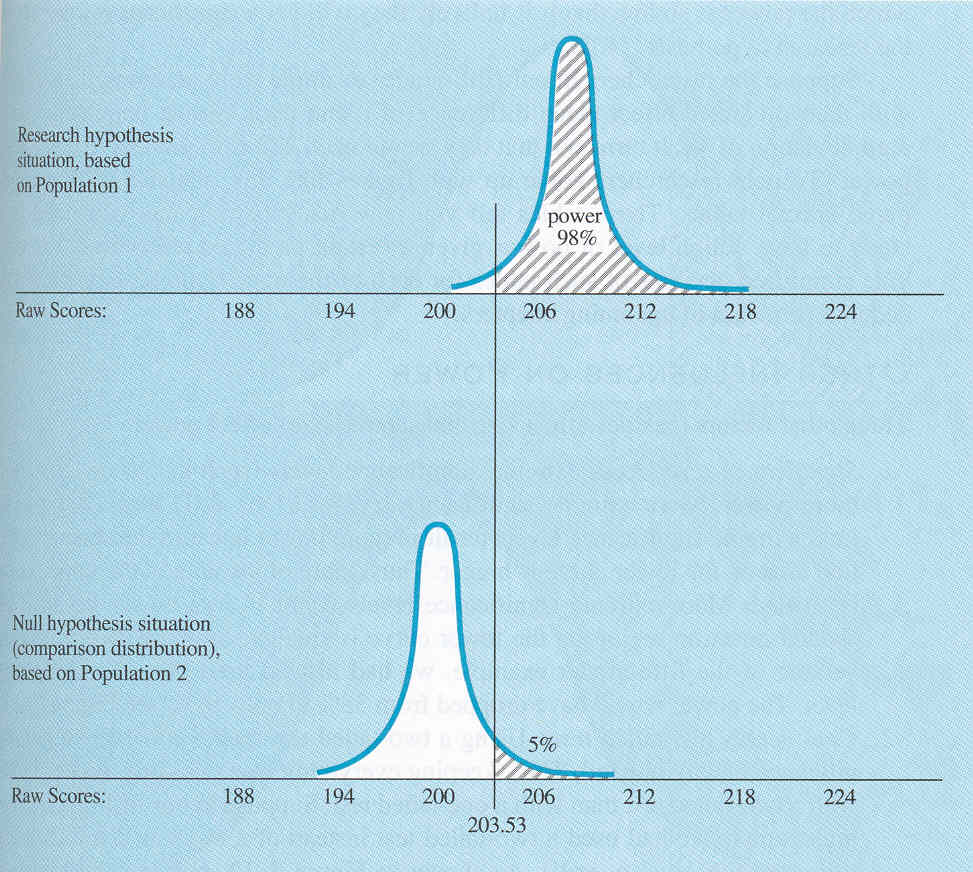 Research hypothesis
situation, based
on Population 1
power
98%
Raw Scores: 188 194 200 206 212 218 224
Null hypothesis situation
(comparison distribution),
based on Population 2
5%
Raw Scores: 188 194 200 206 212 218 224
203.53